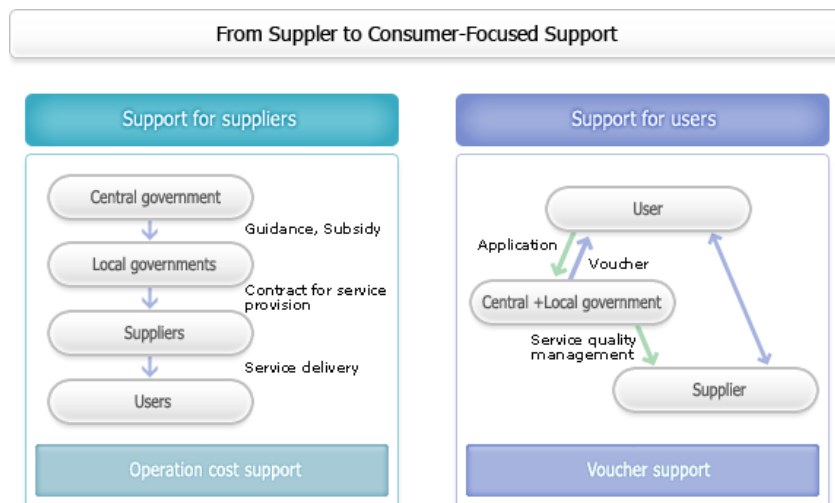 From Suppler to Consumer-Focused Support
Support for suppliers
Central government
Guidance, Subsidy
Local governments
Contract for service
provision
Suppliers
Service delivery
Users
Operation cost support
Support for users
User
Application
Voucher
Central +Local government
Service quality
management
Supplier
Voucher support